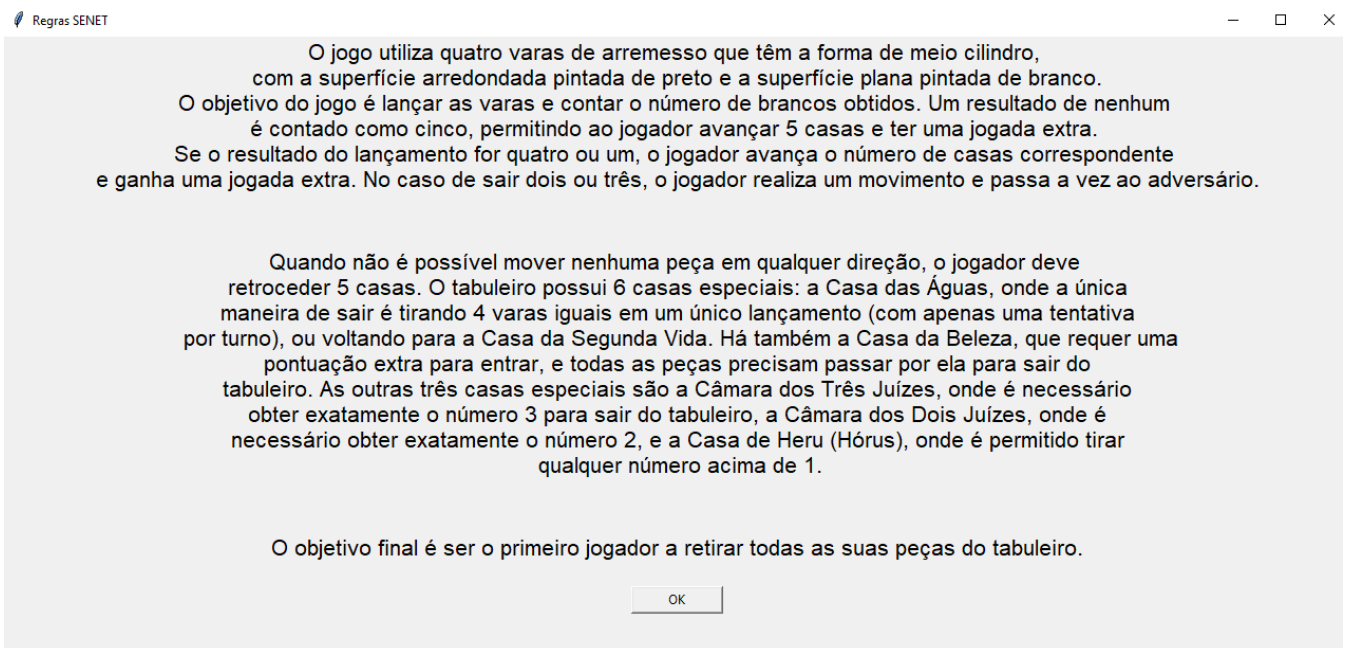 Regras SENET
O jogo utiliza quatro varas de arremesso que têm a forma de meio cilindro,
com a superfície arredondada pintada de preto e a superfície plana pintada de branco.
O objetivo do jogo é lançar as varas e contar o número de brancos obtidos. Um resultado de nenhum
é contado como cinco, permitindo ao jogador avançar 5 casas e ter uma jogada extra.
Se o resultado do lançamento for quatro ou um, o jogador avança o número de casas correspondente
e ganha uma jogada extra. No caso de sair dois ou três, o jogador realiza um movimento e passa a vez ao adversário.
Quando não é possível mover nenhuma peça em qualquer direção, o jogador deve
retroceder 5 casas. O tabuleiro possui 6 casas especiais: a Casa das Águas, onde a única
maneira de sair é tirando 4 varas iguais em um único lançamento (com apenas uma tentativa
por turno), ou voltando para a Casa da Segunda Vida. Há também a Casa da Beleza, que requer uma
pontuação extra para entrar, e todas as peças precisam passar por ela para sair do
tabuleiro. As outras três casas especiais são a Câmara dos Três Juízes, onde é necessário
obter exatamente o número 3 para sair do tabuleiro, a Câmara dos Dois Juízes, onde é
necessário obter exatamente o número 2, e a Casa de Heru (Hórus), onde é permitido tirar
qualquer número acima de 1.
O objetivo final é ser o primeiro jogador a retirar todas as suas peças do tabuleiro.
OK